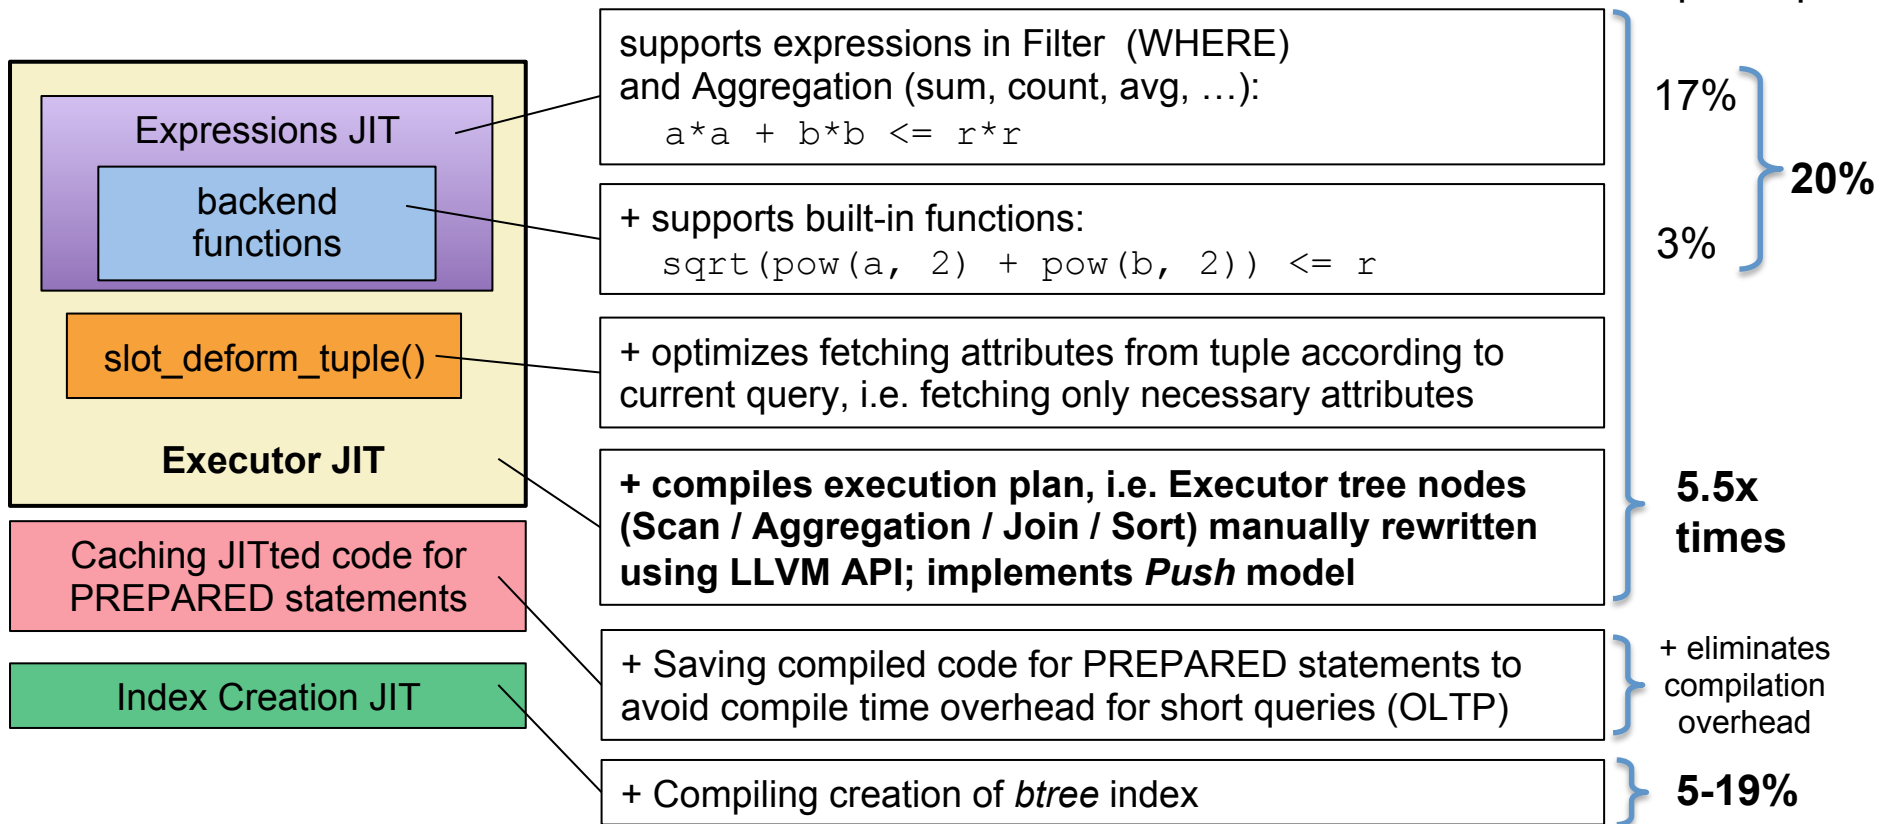 supports expressions in Filter (WHERE)
and Aggregation (sum, count, avg, …):
a*a + b*b <= r*r
17%
20%
Expressions JIT
backend
functions
+ supports built-in functions:
sqrt(pow(a, 2) + pow(b, 2)) <= r
3%
slot_deform_tuple()
+ optimizes fetching attributes from tuple according to
current query, i.e. fetching only necessary attributes
Executor JIT
+ compiles execution plan, i.e. Executor tree nodes
(Scan / Aggregation / Join / Sort) manually rewritten
using LLVM API; implements Push model
5.5x
times
Caching JITted code for
PREPARED statements
+ Saving compiled code for PREPARED statements to
avoid compile time overhead for short queries (OLTP)
+ eliminates
compilation
overhead
Index Creation JIT
+ Compiling creation of btree index
5-19%